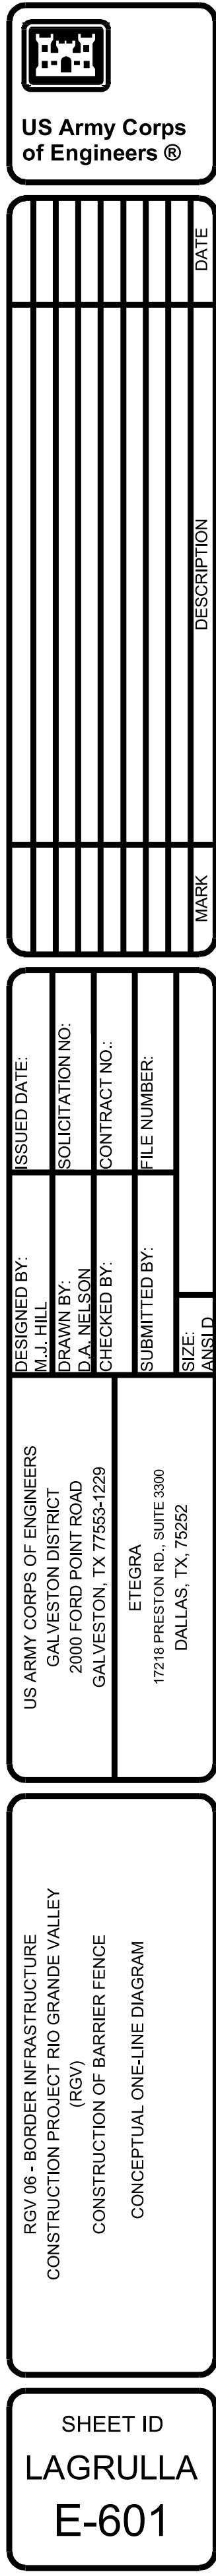 US Army Corps
of Engineers ®
DATE
DESCRIPTION
MARK
ISSUED DATE:
SOLICITATION NO:
CONTRACT NO.:
FILE NUMBER:
DESIGNED BY:
M.J. HILL
DRAWN BY:
D.A. NELSON
CHECKED BY:
SUBMITTED BY:
SIZE:
ANSI D
US ARMY CORPS OF ENGINEERS
GALVESTON DISTRICT
2000 FORD POINT ROAD
GALVESTON, TX 77553-1229
ETEGRA
17218 PRESTON RD., SUITE 3300
DALLAS, TX, 75252
RGV 06 - BORDER INFRASTRUCTURE
CONSTRUCTION PROJECT RIO GRANDE VALLEY
(RGV)
CONSTRUCTION OF BARRIER FENCE
CONCEPTUAL ONE-LINE DIAGRAM
SHEET ID
LAGRULLA
E-601